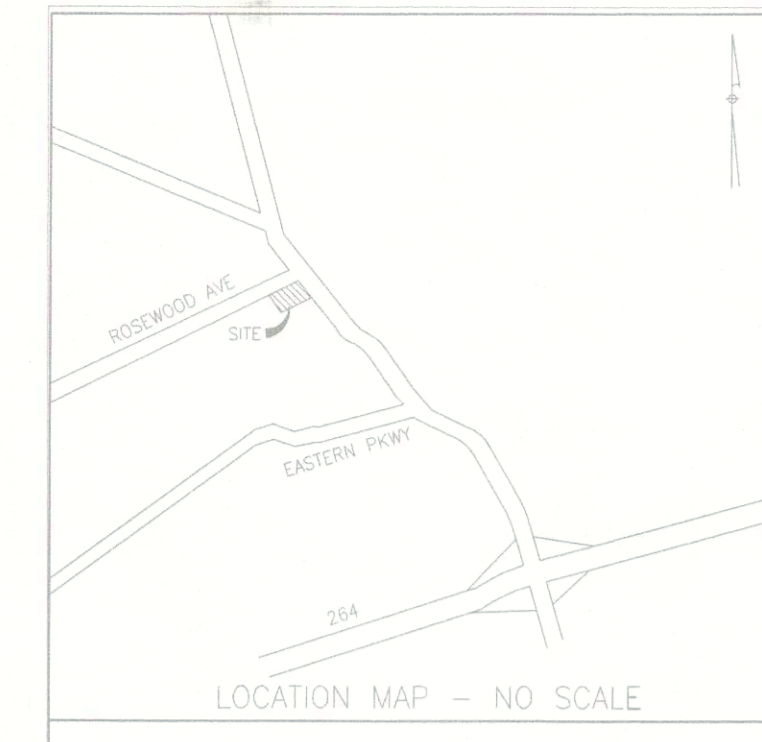 ROSEWOOD AVE
SITE
EASTERN PKWY
264
LOCATION MAP - NO SCALE